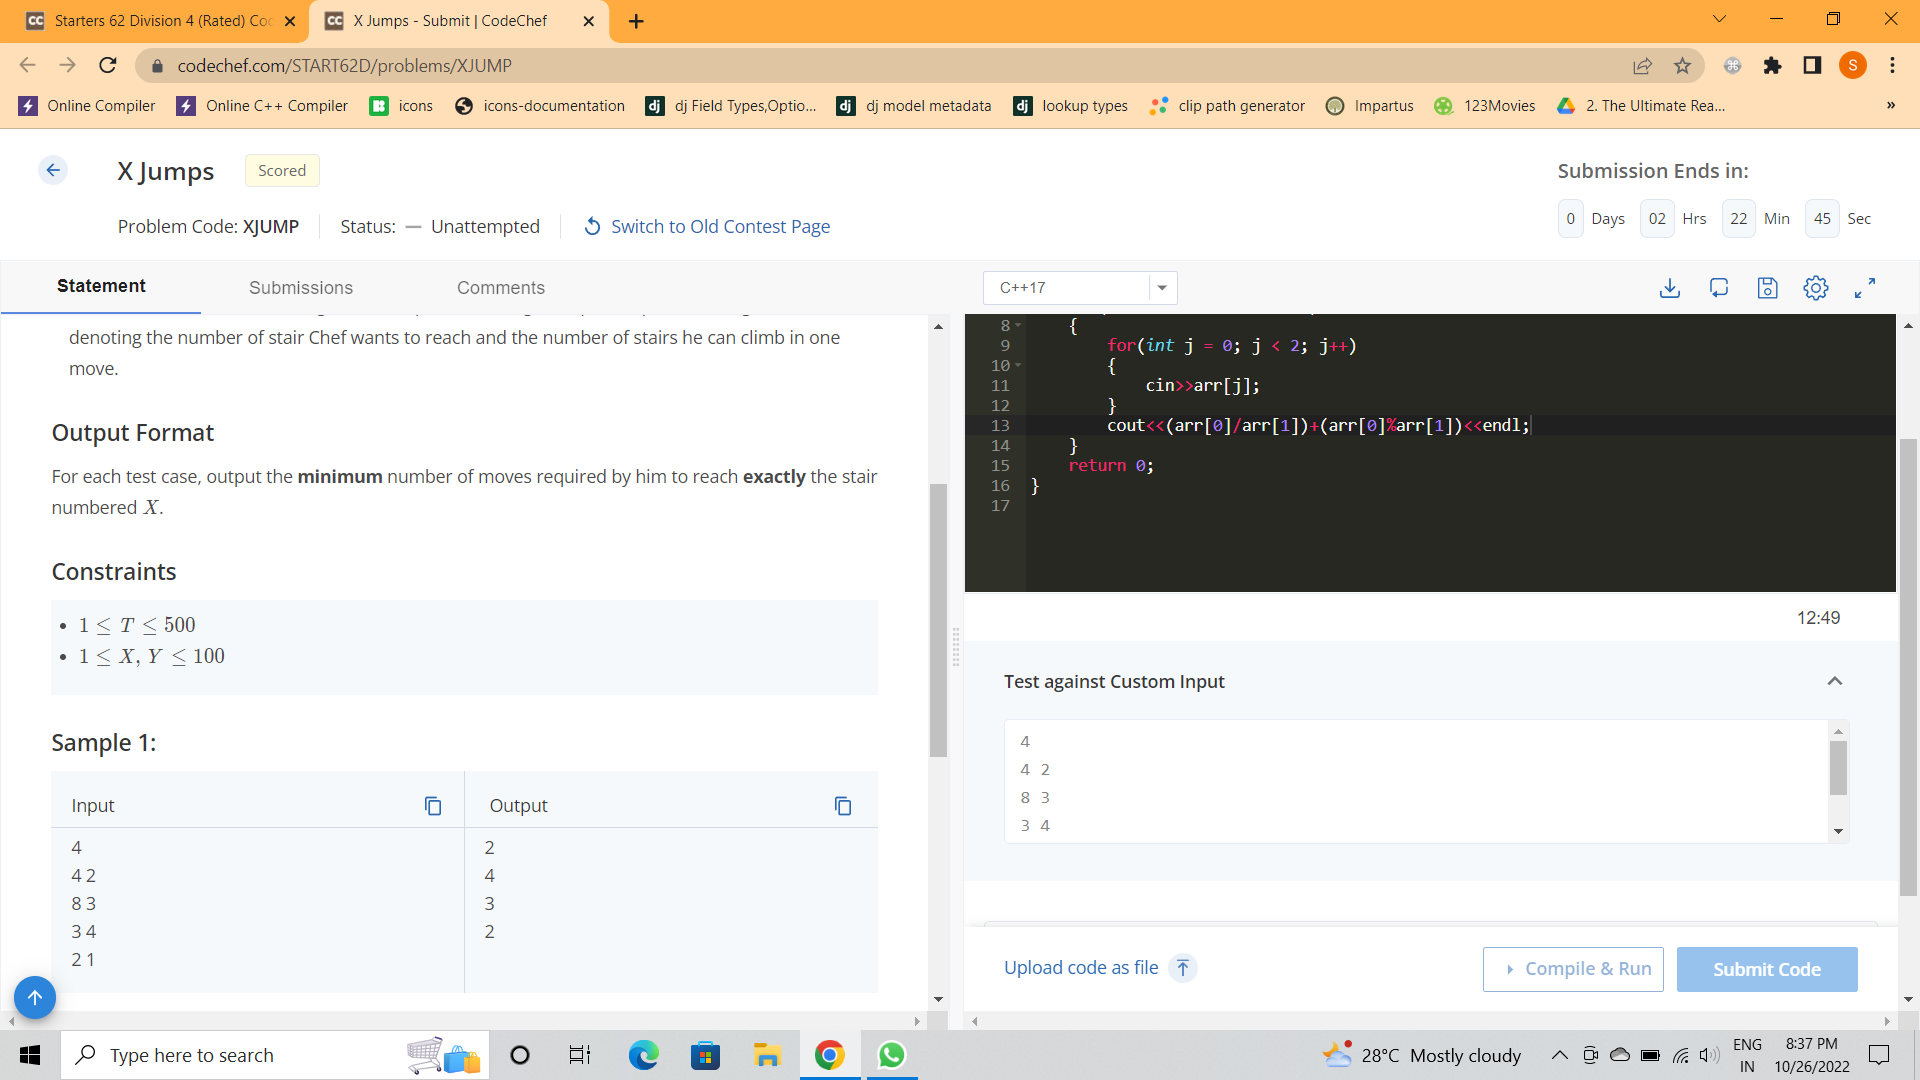 Starters 62 Division 4 (Rated) Co
X Jumps - Submit | CodeChef
codechef.com/START62D/problems/XJUMP
S
Online Compiler
Online C++ Compiler
icons
icons-documentation
dj Field Types,Optio...
dj model metadata
lookup types
clip path generator
Impartus
123Movies
2. The Ultimate Rea...
»
X Jumps
Scored
Problem Code: XJUMP
Status: — Unattempted
Switch to Old Contest Page
Submission Ends in:
0 Days 02 Hrs 22 Min 45 Sec
Statement
Submissions
Comments
denoting the number of stair Chef wants to reach and the number of stairs he can climb in one
move.
Output Format
For each test case, output the minimum number of moves required by him to reach exactly the stair
numbered X.
Constraints
• 1 ≤ T ≤ 500
• 1 ≤ X, Y ≤ 100
Sample 1:
Input
Output
4
4 2
8 3
3 4
2 1
2
4
3
2
C++17
8 {
9 for(int j = 0; j < 2; j++)
10 {
11 cin>>arr[j];
12 }
13 cout<<(arr[0]/arr[1])+(arr[0]%arr[1])<<endl;
14 }
15 return 0;
16 }
17
12:49
Test against Custom Input
4
4 2
8 3
3 4
Upload code as file
Compile & Run
Submit Code
Type here to search
28°C Mostly cloudy
ENG
IN
8:37 PM
10/26/2022